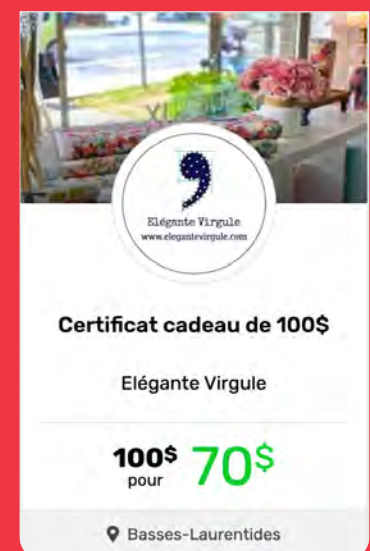 Elégante Virgule
www.elegantevirgule.com
Certificat cadeau de 100$
Elégante Virgule
100$ pour 70$
Basses-Laurentides